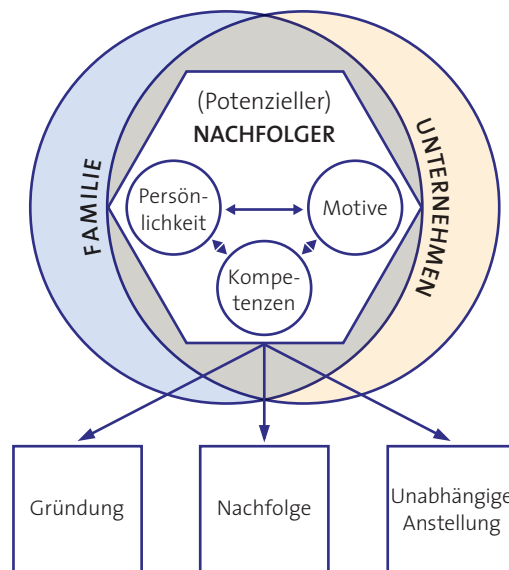 (Potenzieller)
NACHFOLGER
FAMILIE
UNTERNEHMEN
Persön-
lichkeit
Motive
Kompe-
tenzen
Gründung
Nachfolge
Unabhängige
Anstellung